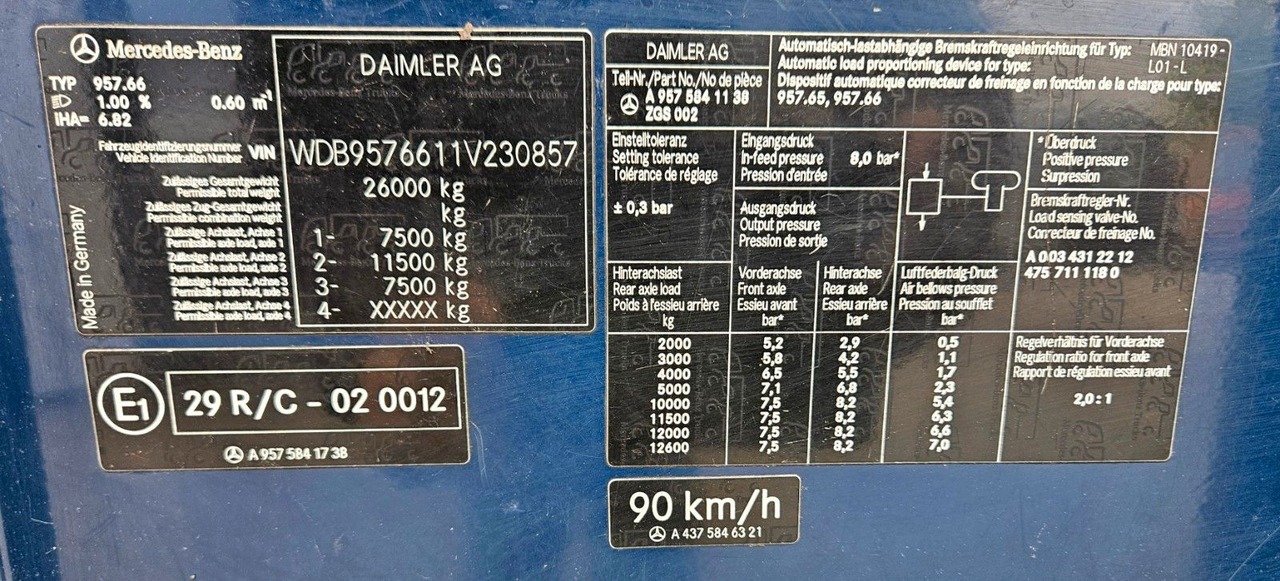 Mercedes-Benz
TYP 957.66
1.00 % 0.60 m¹
IHA= 6.82
DAIMLER AG
Fahrzeugidentifizierungsnummer
Vehicle Identification Number VIN WDB9576611V230857
Zulässiges Gesamtgewicht
Permissible total weight 26000 kg
Zulässiges Zug-Gesamtgewicht
Permissible combination weight kg
Zulässige Achslast, Achse 1
Permissible axle load, axle 1 1- 7500 kg
Zulässige Achslast, Achse 2
Permissible axle load, axle 2 2- 11500 kg
Zulässige Achslast, Achse 3
Permissible axle load, axle 3 3- 7500 kg
Zulässige Achslast, Achse 4
Permissible axle load, axle 4 4- XXXXX kg
Made in Germany
E1 29 R/C - 02 0012
A 957 584 17 38
DAIMLER AG
Teil-Nr./Part No./No de pièce
A 957 584 11 38
ZGS 002
Automatisch-lastabhängige Bremskraftregeleinrichtung für Typ: MBN 10419 -
Automatic load proportioning device for type: L01 - L
Dispositif automatique correcteur de freinage en fonction de la charge pour type:
957.65, 957.66
Einstelltoleranz
Setting tolerance
Tolérance de réglage
± 0,3 bar
Eingangsdruck
In-feed pressure 8,0 bar*
Pression d'entrée
Ausgangsdruck
Output pressure
Pression de sortie
* Überdruck
Positive pressure
Surpression
Bremskraftregler-Nr.
Load sensing valve-No.
Correcteur de freinage No.
A 003 431 22 12
475 711 118 0
Hinterachslast
Rear axle load
Poids à l'essieu arrière
kg
Vorderachse
Front axle
Essieu avant
bar*
Hinterachse
Rear axle
Essieu arrière
bar*
Luftfederbalg-Druck
Air bellows pressure
Pression au soufflet
bar*
2000 5,2 2,9 0,5
3000 5,8 4,2 1,1
4000 6,5 5,5 1,7
5000 7,1 6,8 2,3
10000 7,5 8,2 5,4
11500 7,5 8,2 6,3
12000 7,5 8,2 6,6
12600 7,5 8,2 7,0
Regelverhältnis für Vorderachse
Regulation ratio for front axle
Rapport de régulation essieu avant
2,0 : 1
90 km/h
A 437 584 63 21